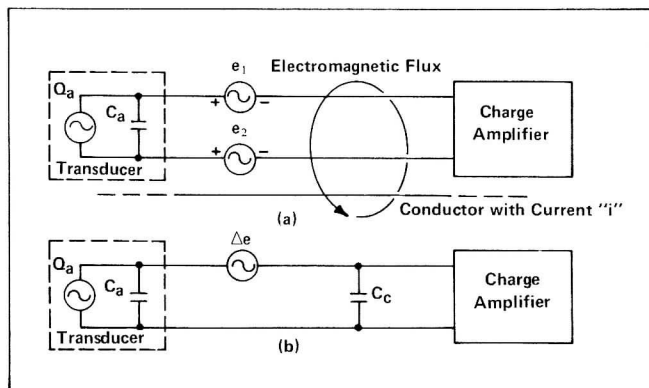 e1
Electromagnetic Flux
Qa
Ca
+
−
Charge
Amplifier
e2
+
−
Transducer
Conductor with Current "i"
(a)
Δe
Qa
Ca
Cc
Charge
Amplifier
Transducer
(b)